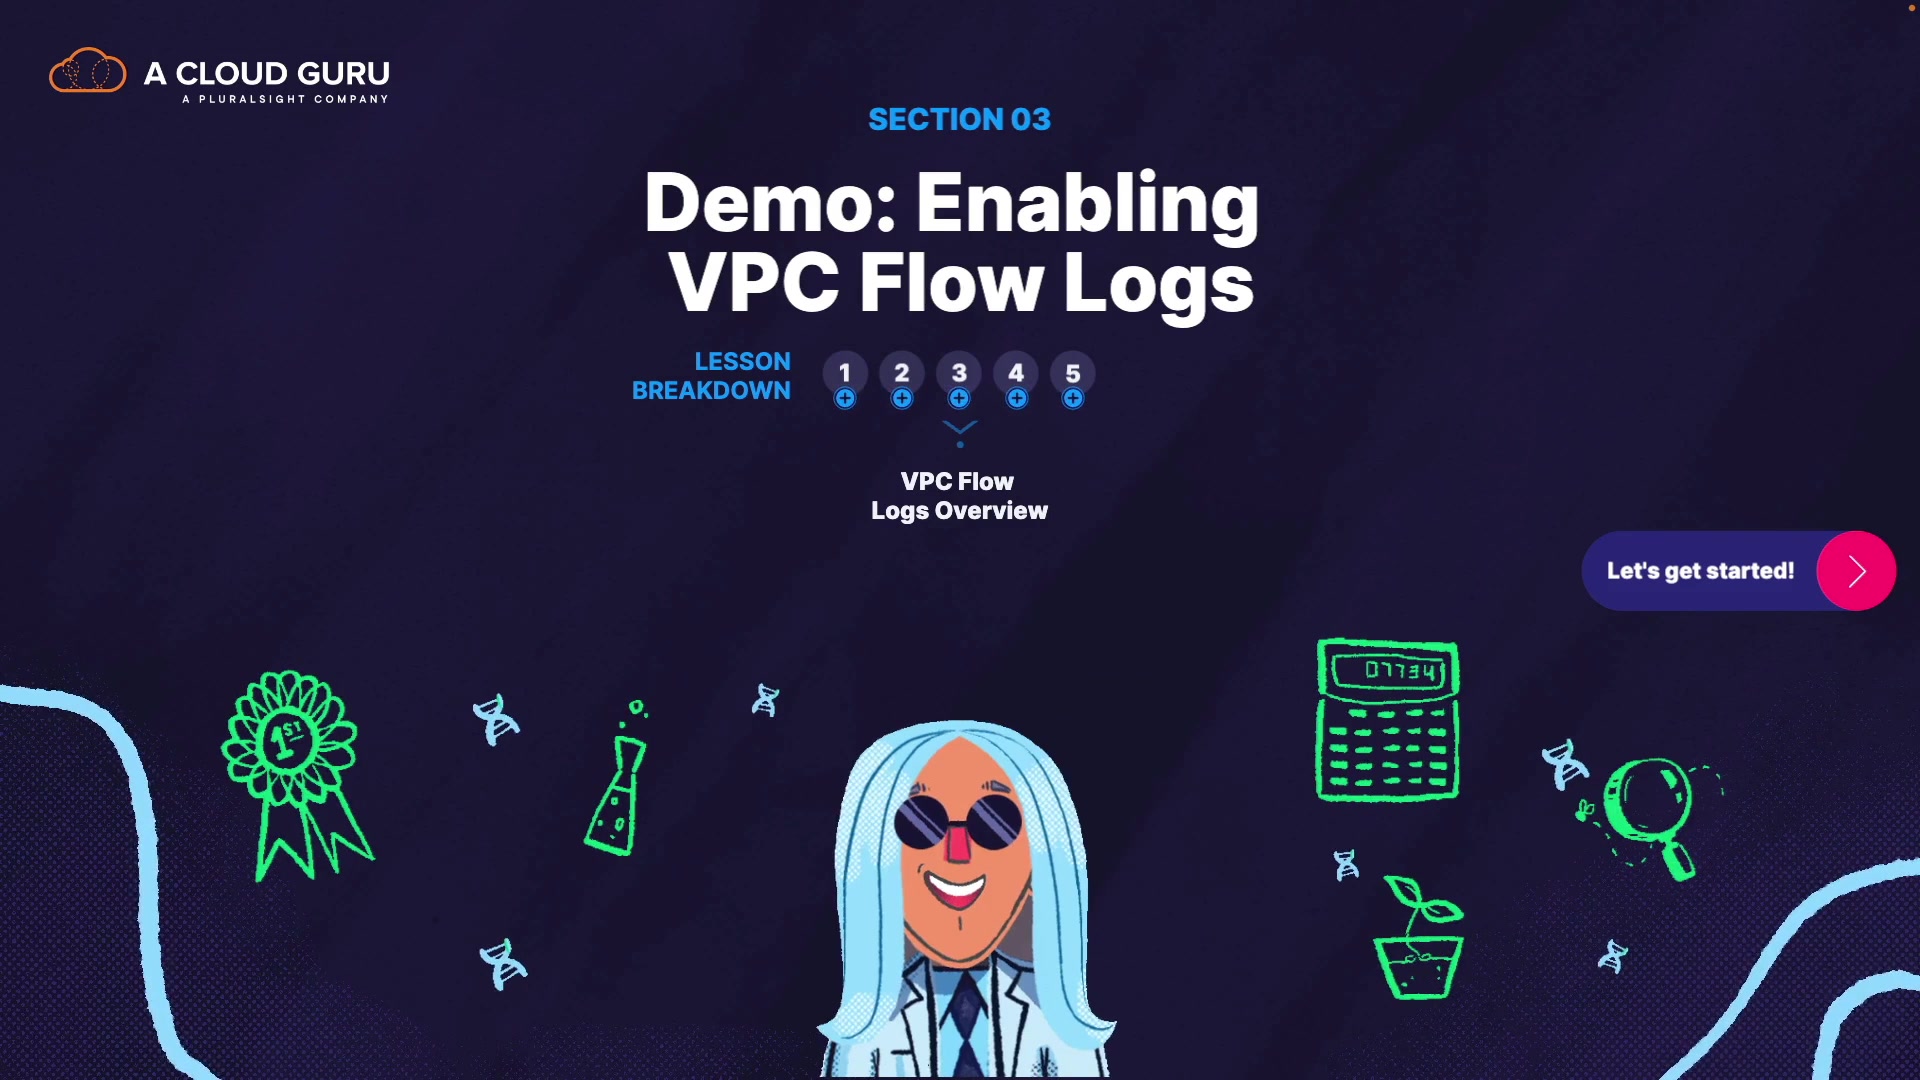 A CLOUD GURU
A PLURALSIGHT COMPANY
SECTION 03
Demo: Enabling
VPC Flow Logs
LESSON
BREAKDOWN
1 2 3 4 5
VPC Flow
Logs Overview
Let's get started!
1st
07734